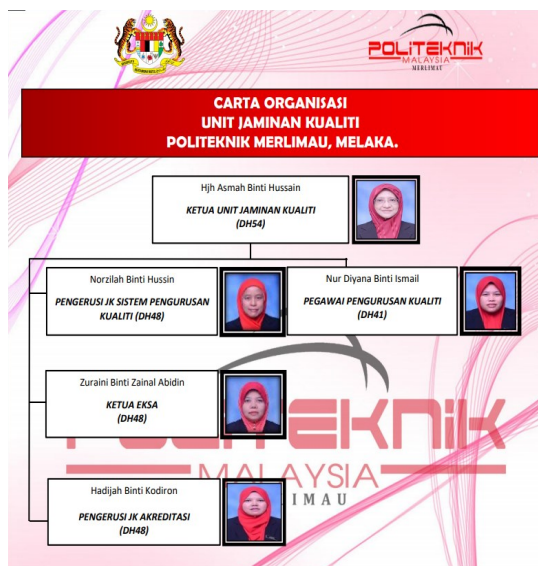 POLITEKNIK
MALAYSIA
MERLIMAU
CARTA ORGANISASI
UNIT JAMINAN KUALITI
POLITEKNIK MERLIMAU, MELAKA.
Hjh Asmah Binti Hussain
KETUA UNIT JAMINAN KUALITI
(DH54)
Norzilah Binti Hussin
PENGERUSI JK SISTEM PENGURUSAN
KUALITI (DH48)
Nur Diyana Binti Ismail
PEGAWAI PENGURUSAN KUALITI
(DH41)
Zuraini Binti Zainal Abidin
KETUA EKSA
(DH48)
Hadijah Binti Kodiron
PENGERUSI JK AKREDITASI
(DH48)